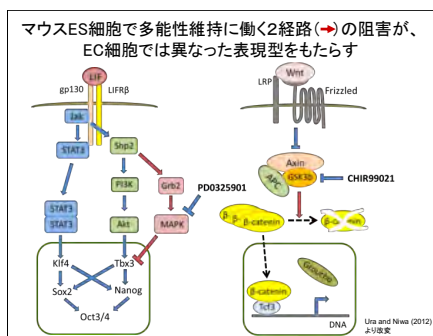 マウスES細胞で多能性維持に働く2経路(→)の阻害が、
EC細胞では異なった表現型をもたらす
LIF
gp130
LIFRβ
Jak
STAT3
Shp2
PI3K
Grb2
PD0325901
STAT3
STAT3
Akt
MAPK
Klf4
Tbx3
Sox2
Nanog
Oct3/4
Wnt
LRP
Frizzled
Axin
APC
GSK3b
CHIR99021
β-
β-
β-catenin
β-catenin
β-catenin
Groucho
Tcf3
DNA
Ura and Niwa (2012)
より改変